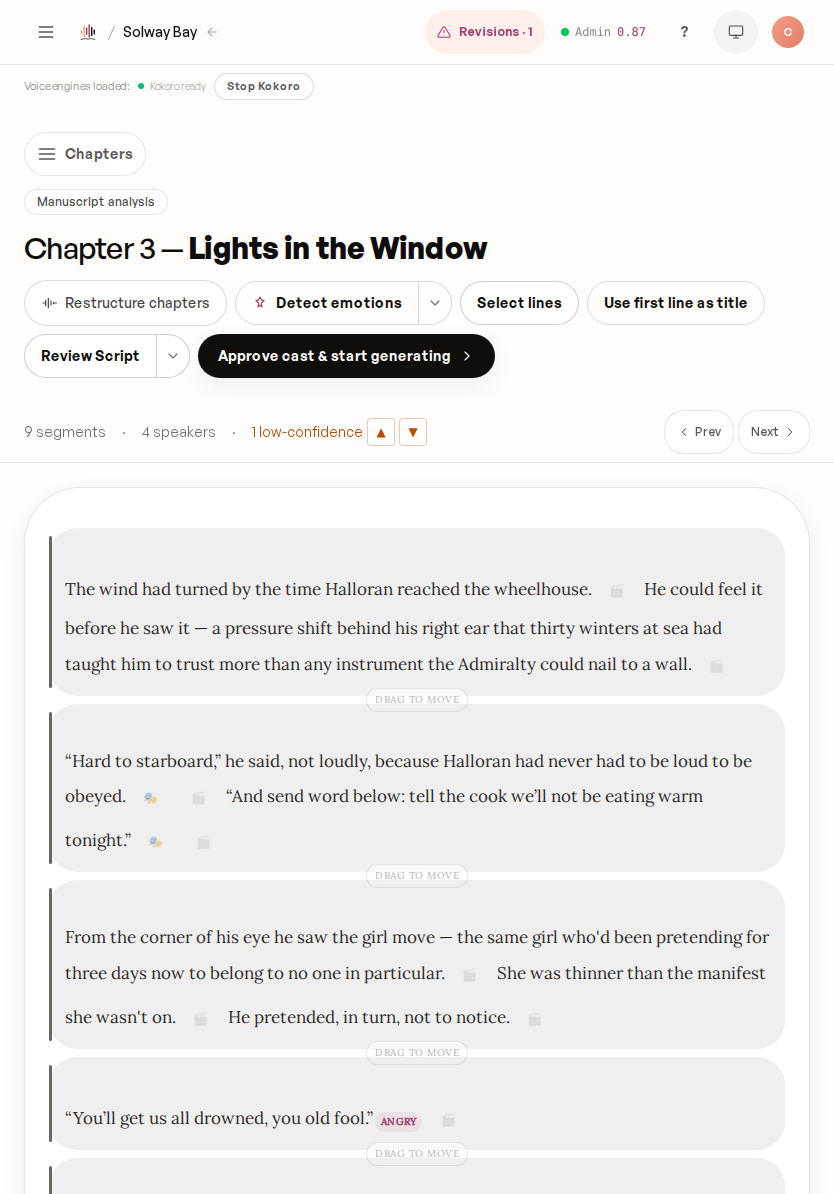 / Solway Bay ←
Revisions · 1
Admin 0.87
?
C
Voice engines loaded: Kokoro ready Stop Kokoro
Chapters
Manuscript analysis
Chapter 3 — Lights in the Window
Restructure chapters
Detect emotions
Select lines
Use first line as title
Review Script
Approve cast & start generating
9 segments · 4 speakers · 1 low-confidence ▲ ▼
Prev
Next
The wind had turned by the time Halloran reached the wheelhouse. He could feel it
before he saw it — a pressure shift behind his right ear that thirty winters at sea had
taught him to trust more than any instrument the Admiralty could nail to a wall.
DRAG TO MOVE
“Hard to starboard,” he said, not loudly, because Halloran had never had to be loud to be
obeyed. “And send word below: tell the cook we’ll not be eating warm
tonight.”
DRAG TO MOVE
From the corner of his eye he saw the girl move — the same girl who'd been pretending for
three days now to belong to no one in particular. She was thinner than the manifest
she wasn't on. He pretended, in turn, not to notice.
DRAG TO MOVE
“You’ll get us all drowned, you old fool.” ANGRY
DRAG TO MOVE